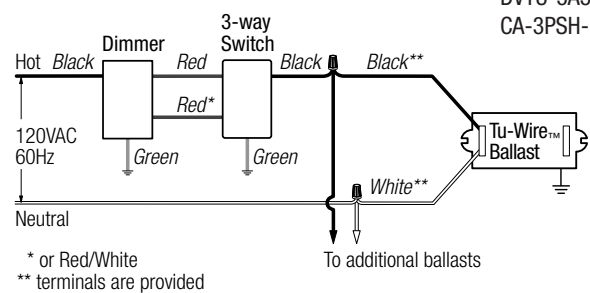 DVTU-5A3
CA-3PSH-
3-way
Dimmer Switch
Hot Black Red Black Black**
Red*
120VAC
60Hz
Green Green
Tu-Wire™
Ballast
White**
Neutral
* or Red/White
** terminals are provided
To additional ballasts